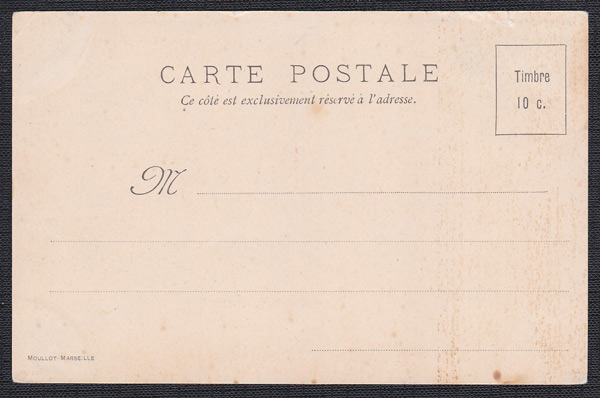 CARTE POSTALE
Ce côté est exclusivement réservé à l'adresse.
Timbre
10 c.
M
MOULLOT-MARSEILLE